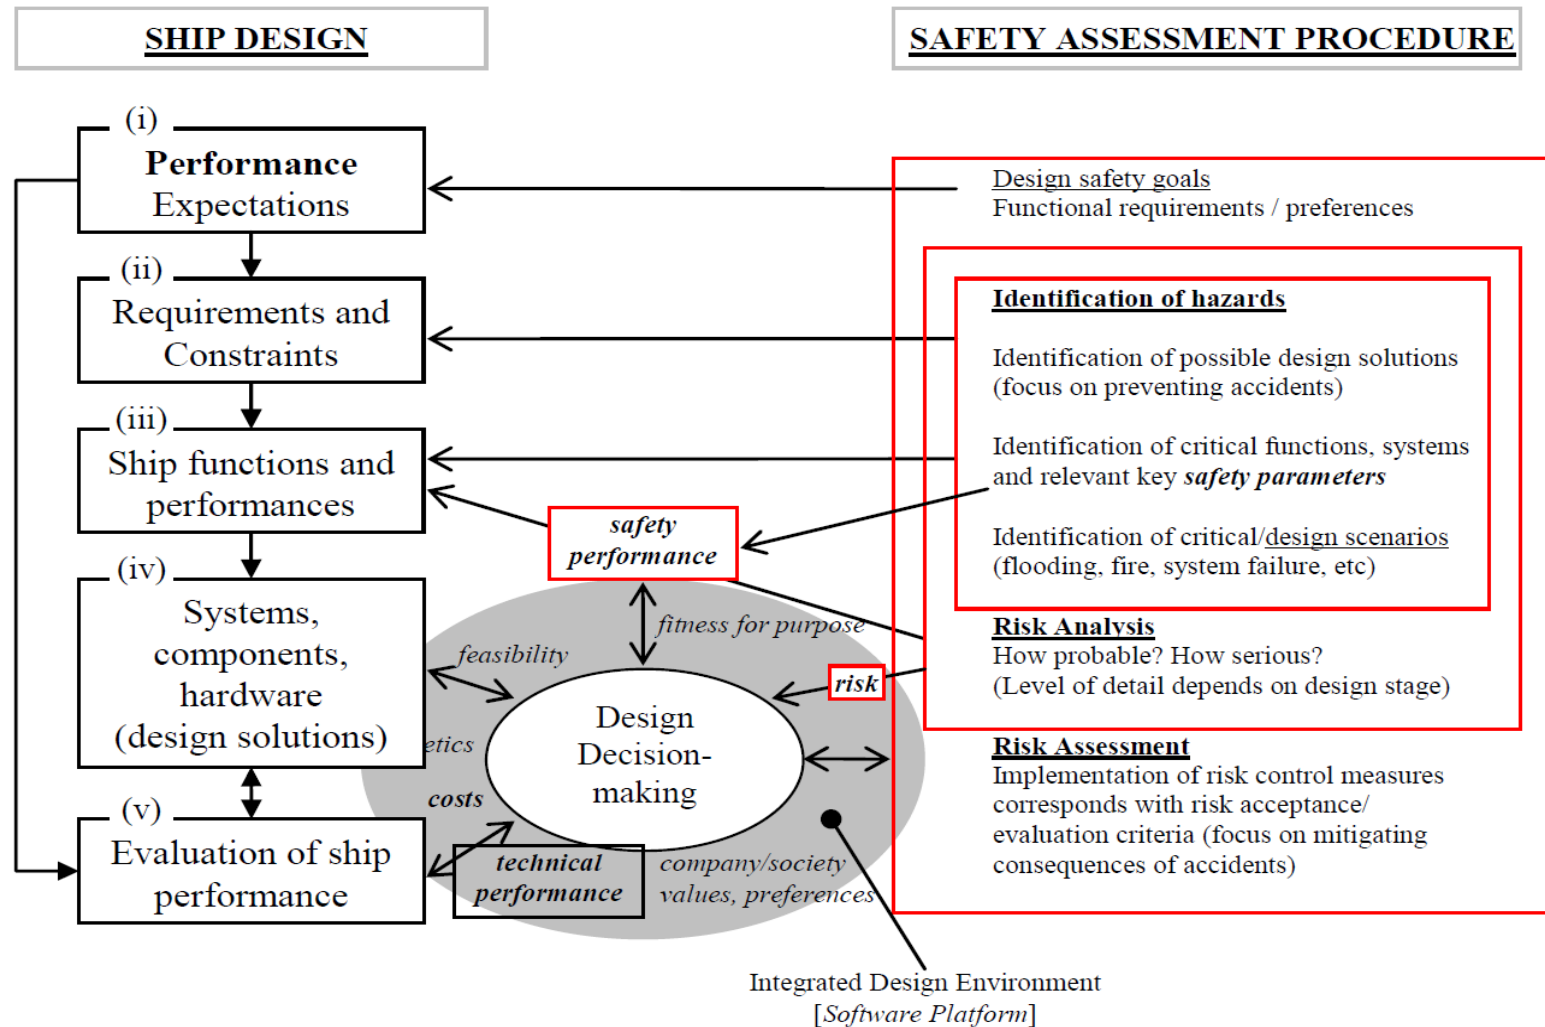 SHIP DESIGN
SAFETY ASSESSMENT PROCEDURE
(i)
Performance
Expectations
(ii)
Requirements and
Constraints
(iii)
Ship functions and
performances
(iv)
Systems,
components,
hardware
(design solutions)
(v)
Evaluation of ship
performance
safety
performance
fitness for purpose
feasibility
risk
Design
Decision-
making
etics
costs
technical
performance
company/society
values, preferences
Integrated Design Environment
[Software Platform]
Design safety goals
Functional requirements / preferences
Identification of hazards
Identification of possible design solutions
(focus on preventing accidents)
Identification of critical functions, systems
and relevant key safety parameters
Identification of critical/design scenarios
(flooding, fire, system failure, etc)
Risk Analysis
How probable? How serious?
(Level of detail depends on design stage)
Risk Assessment
Implementation of risk control measures
corresponds with risk acceptance/
evaluation criteria (focus on mitigating
consequences of accidents)